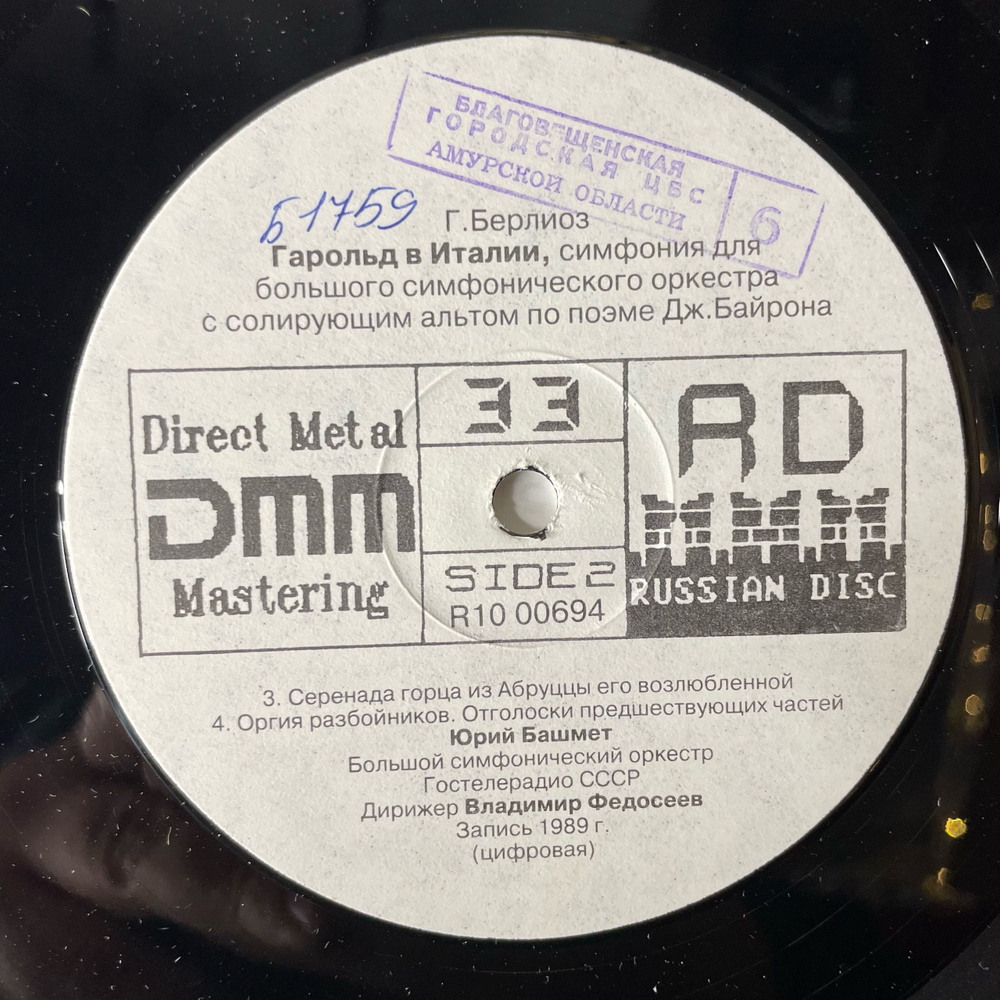 БЛАГОВЕЩЕНСКАЯ
ГОРОДСКАЯ ЦБС
АМУРСКОЙ ОБЛАСТИ
6
Б1759
Г.Берлиоз
Гарольд в Италии, симфония для
большого симфонического оркестра
с солирующим альтом по поэме Дж.Байрона
Direct Metal
DMM
Mastering
33
SIDE 2
R10 00694
RD
RUSSIAN DISC
3. Серенада горца из Абруццы его возлюбленной
4. Оргия разбойников. Отголоски предшествующих частей
Юрий Башмет
Большой симфонический оркестр
Гостелерадио СССР
Дирижер Владимир Федосеев
Запись 1989 г.
(цифровая)